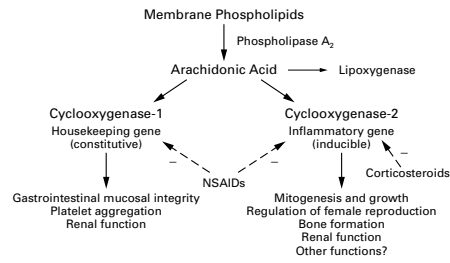 Membrane Phospholipids
Phospholipase A2
Arachidonic Acid
Lipoxygenase
Cyclooxygenase-1
Housekeeping gene
(constitutive)
Cyclooxygenase-2
Inflammatory gene
(inducible)
–
–
–
NSAIDs
Corticosteroids
Gastrointestinal mucosal integrity
Platelet aggregation
Renal function
Mitogenesis and growth
Regulation of female reproduction
Bone formation
Renal function
Other functions?